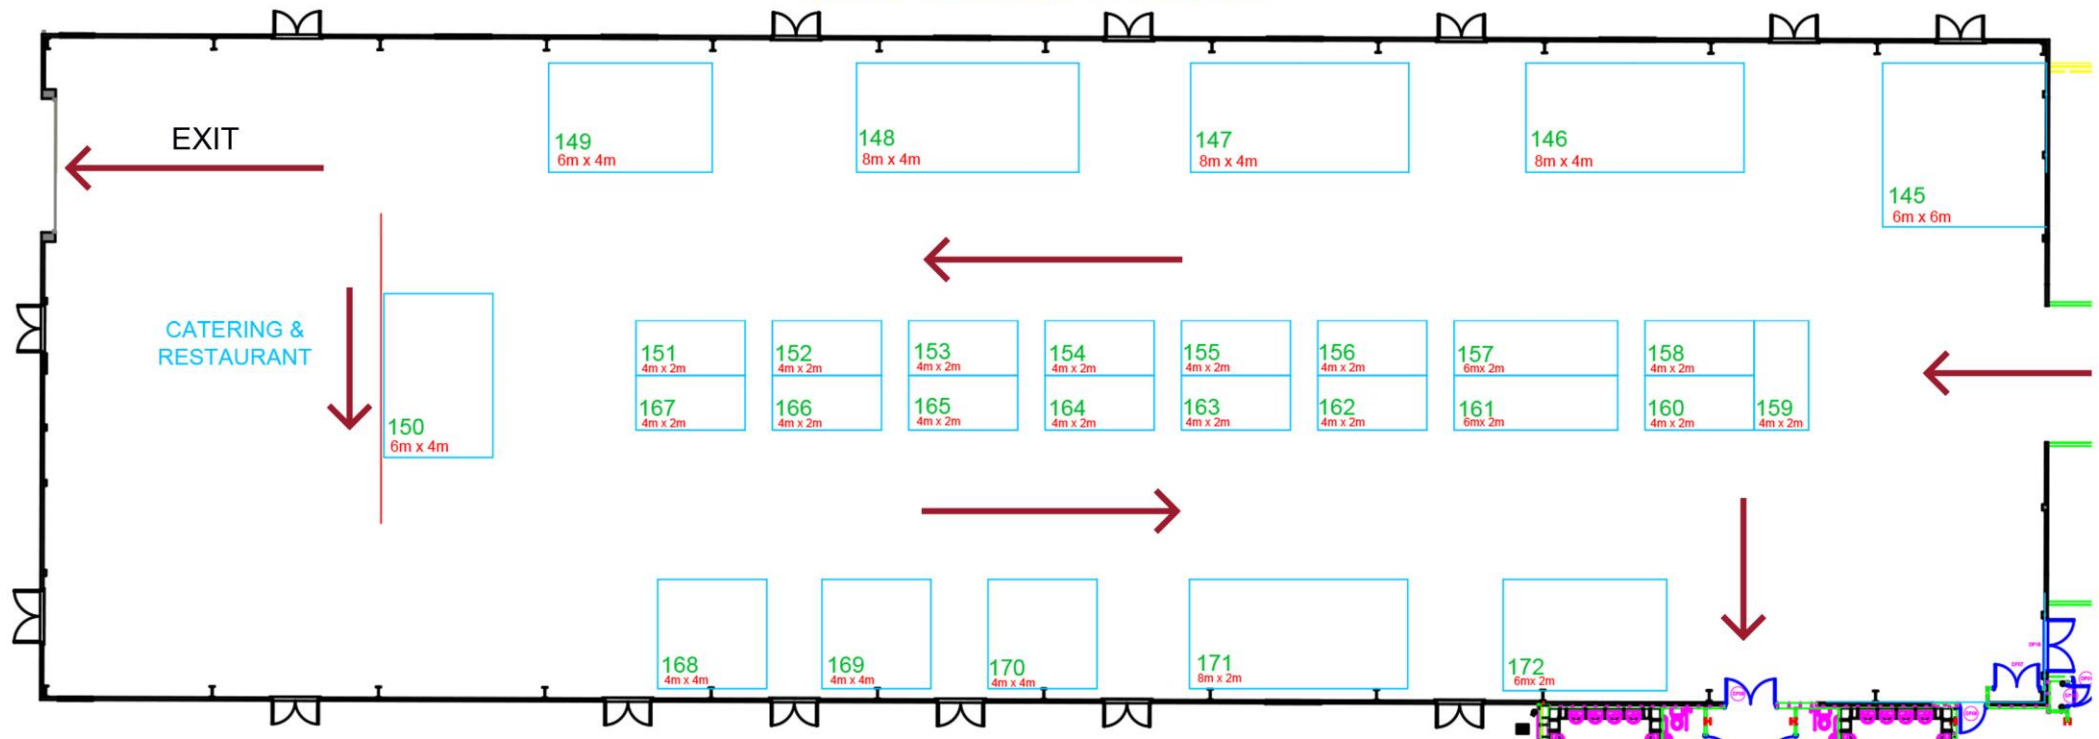 EXIT
149
6m x 4m
148
8m x 4m
147
8m x 4m
146
8m x 4m
145
6m x 6m
CATERING &
RESTAURANT
150
6m x 4m
151
4m x 2m
152
4m x 2m
153
4m x 2m
154
4m x 2m
155
4m x 2m
156
4m x 2m
157
6mx 2m
158
4m x 2m
167
4m x 2m
166
4m x 2m
165
4m x 2m
164
4m x 2m
163
4m x 2m
162
4m x 2m
161
6mx 2m
160
4m x 2m
159
4m x 2m
168
4m x 4m
169
4m x 4m
170
4m x 4m
171
8m x 2m
172
6mx 2m